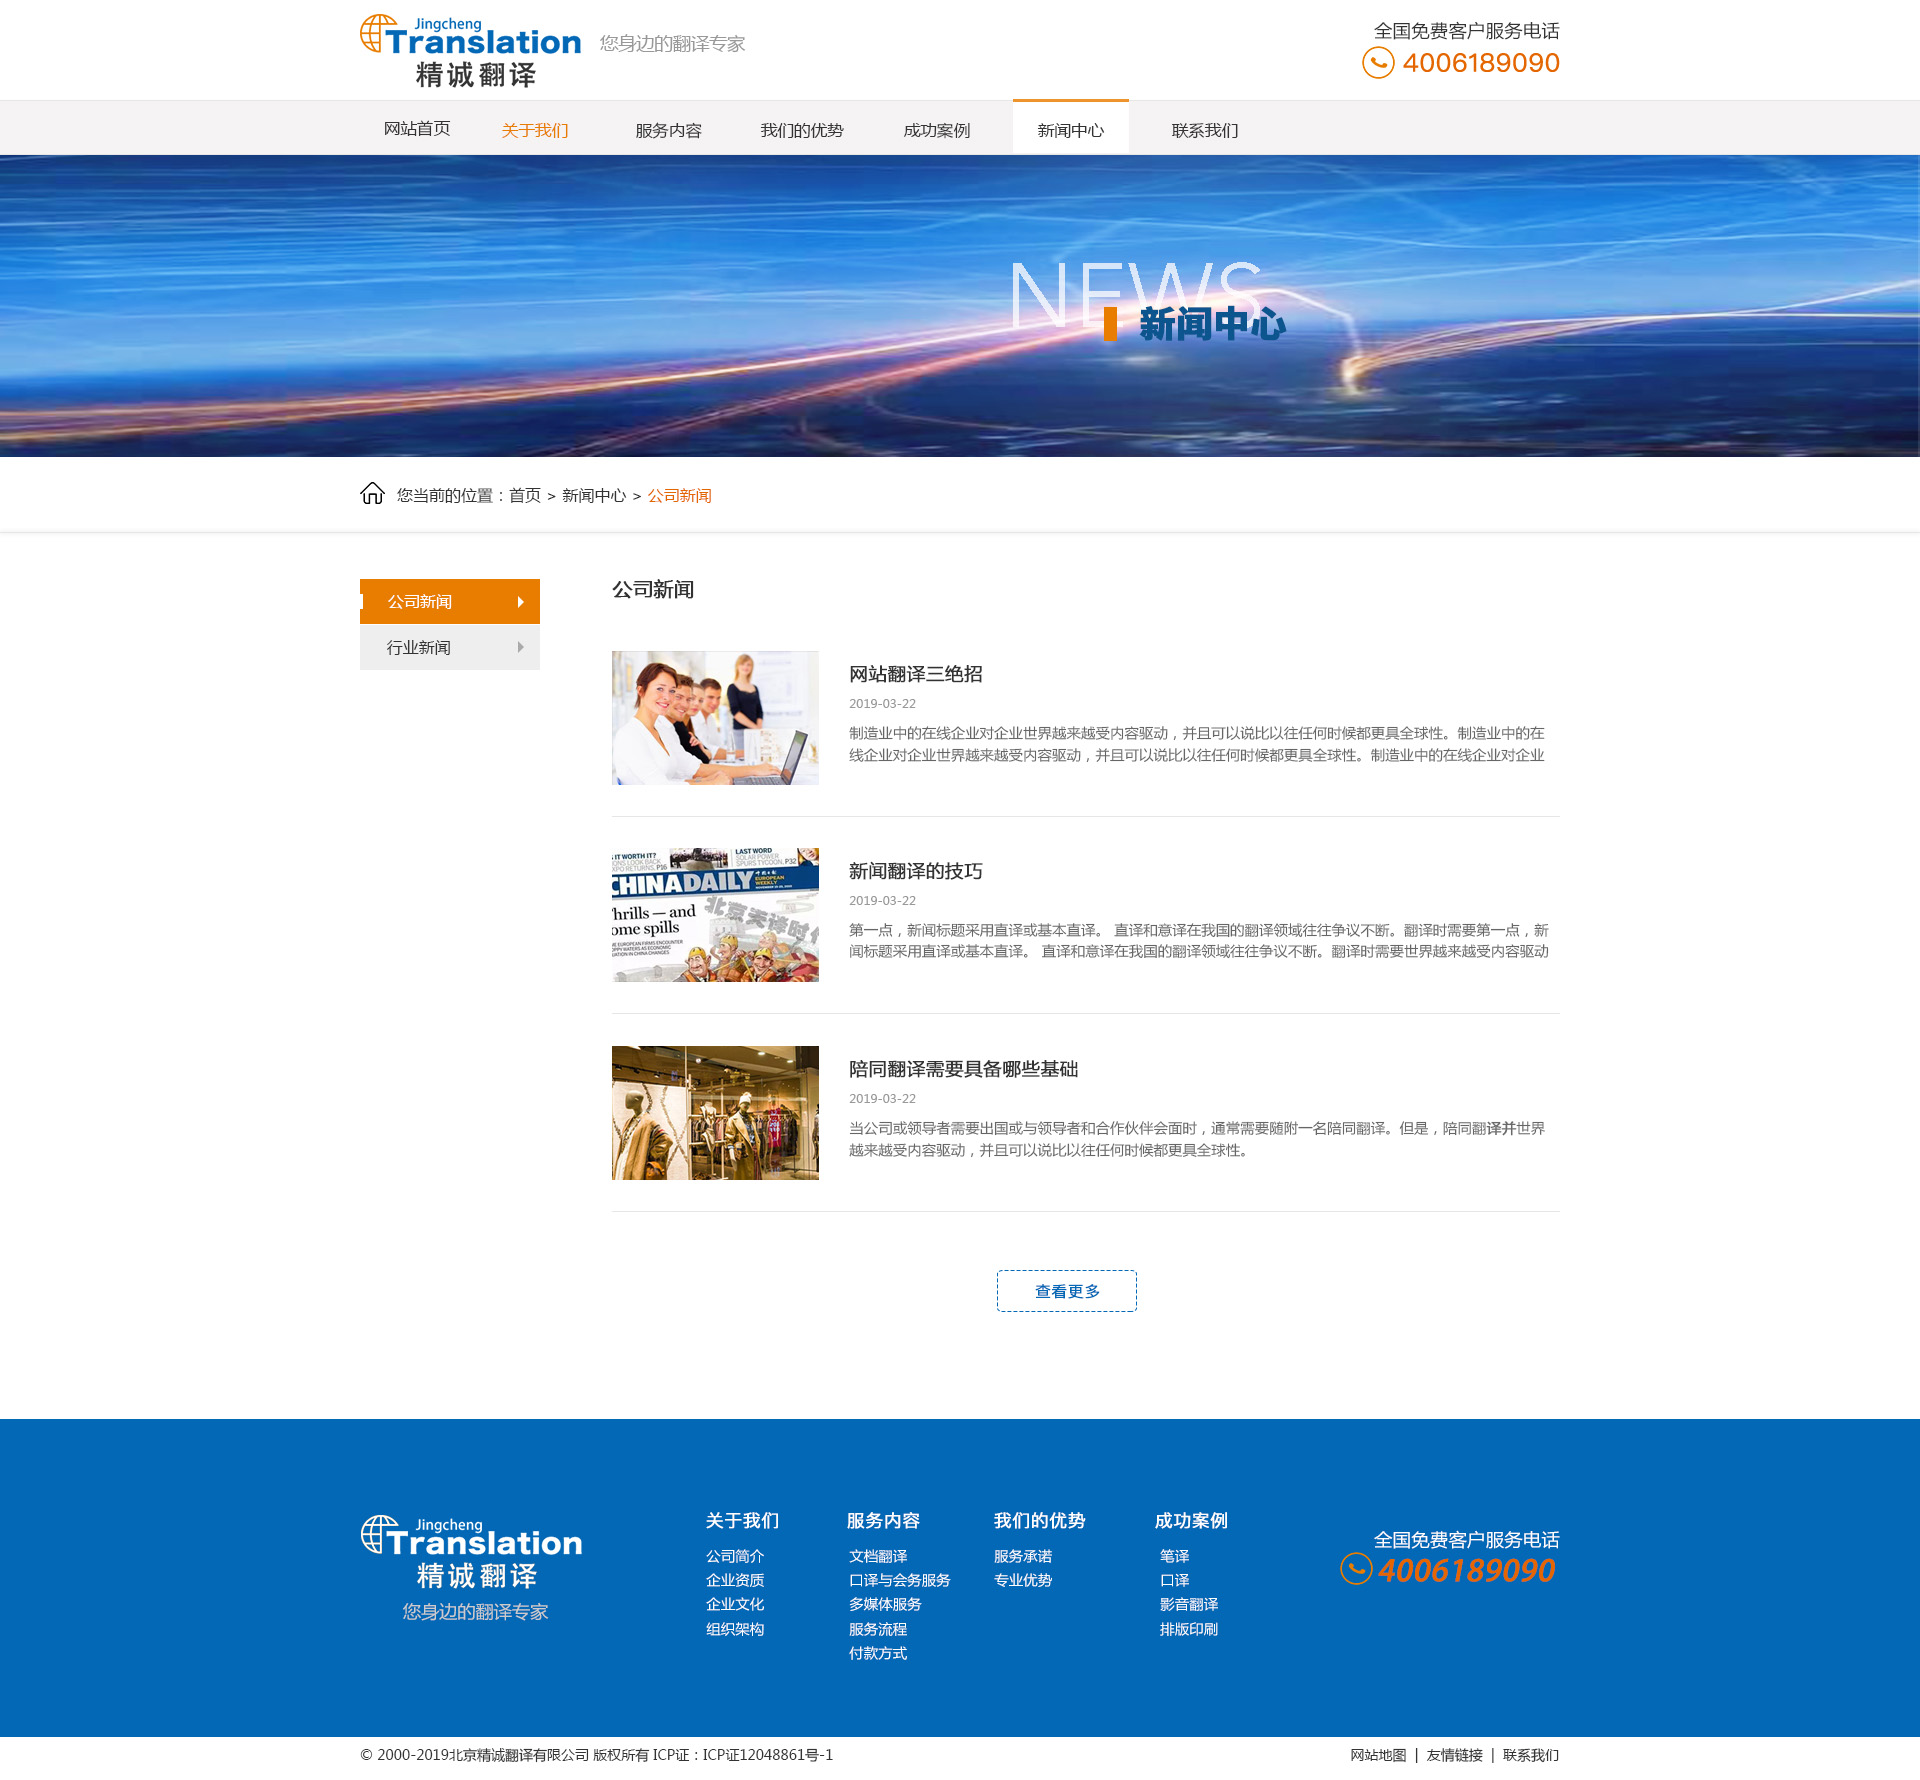 Jingcheng
Translation
精诚翻译
您身边的翻译专家
全国免费客户服务电话
4006189090
网站首页
关于我们
服务内容
我们的优势
成功案例
新闻中心
联系我们
NEWS
新闻中心
您当前的位置：首页 > 新闻中心 > 公司新闻
公司新闻
行业新闻
公司新闻
网站翻译三绝招
2019-03-22
制造业中的在线企业对企业世界越来越受内容驱动，并且可以说比以往任何时候都更具全球性。制造业中的在
线企业对企业世界越来越受内容驱动，并且可以说比以往任何时候都更具全球性。制造业中的在线企业对企业
IT WORTH IT?
IONS LOOK BACK
XPO RETURNS, P16
LAST WORD
SOLAR POWER
SPURS TYCOON, P32
CHINA DAILY
EUROPEAN
WEEKLY
Thrills — and
ome spills
北京天译时代
新闻翻译的技巧
2019-03-22
第一点，新闻标题采用直译或基本直译。 直译和意译在我国的翻译领域往往争议不断。翻译时需要第一点，新
闻标题采用直译或基本直译。 直译和意译在我国的翻译领域往往争议不断。翻译时需要世界越来越受内容驱动
陪同翻译需要具备哪些基础
2019-03-22
当公司或领导者需要出国或与领导者和合作伙伴会面时，通常需要随附一名陪同翻译。但是，陪同翻译并世界
越来越受内容驱动，并且可以说比以往任何时候都更具全球性。
查看更多
Jingcheng
Translation
精诚翻译
您身边的翻译专家
关于我们
公司简介
企业资质
企业文化
组织架构
服务内容
文档翻译
口译与会务服务
多媒体服务
服务流程
付款方式
我们的优势
服务承诺
专业优势
成功案例
笔译
口译
影音翻译
排版印刷
全国免费客户服务电话
4006189090
© 2000-2019北京精诚翻译有限公司 版权所有 ICP证：ICP证12048861号-1
网站地图 | 友情链接 | 联系我们